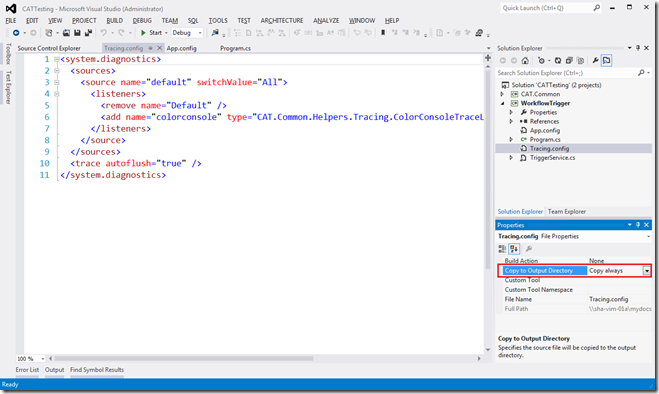 CATTesting - Microsoft Visual Studio (Administrator)
Quick Launch (Ctrl+Q)
FILE EDIT VIEW PROJECT BUILD DEBUG TEAM SQL TOOLS TEST ARCHITECTURE ANALYZE WINDOW HELP
Start Debug
Toolbox
Test Explorer
Source Control Explorer Tracing.config App.config Program.cs
1 <system.diagnostics>
2 <sources>
3 <source name="default" switchValue="All">
4 <listeners>
5 <remove name="Default" />
6 <add name="colorconsole" type="CAT.Common.Helpers.Tracing.ColorConsoleTraceL
7 </listeners>
8 </source>
9 </sources>
10 <trace autoflush="true" />
11 </system.diagnostics>
100 %
Error List Output Find Symbol Results
Ready
Solution Explorer
Search Solution Explorer (Ctrl+;)
Solution 'CATTesting' (2 projects)
CAT.Common
WorkflowTrigger
Properties
References
App.config
Program.cs
Tracing.config
TriggerService.cs
Solution Explorer Team Explorer
Properties
Tracing.config File Properties
Build Action None
Copy to Output Directory Copy always
Custom Tool
Custom Tool Namespace
File Name Tracing.config
Full Path \\sha-vim-01a\mydocs
Copy to Output Directory
Specifies the source file will be copied to the output
directory.